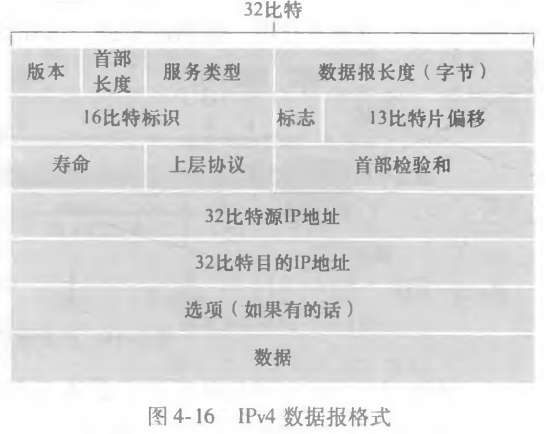 32比特
版本 首部长度 服务类型 数据报长度（字节）
16比特标识 标志 13比特片偏移
寿命 上层协议 首部检验和
32比特源IP地址
32比特目的IP地址
选项（如果有的话）
数据
图 4-16 IPv4 数据报格式